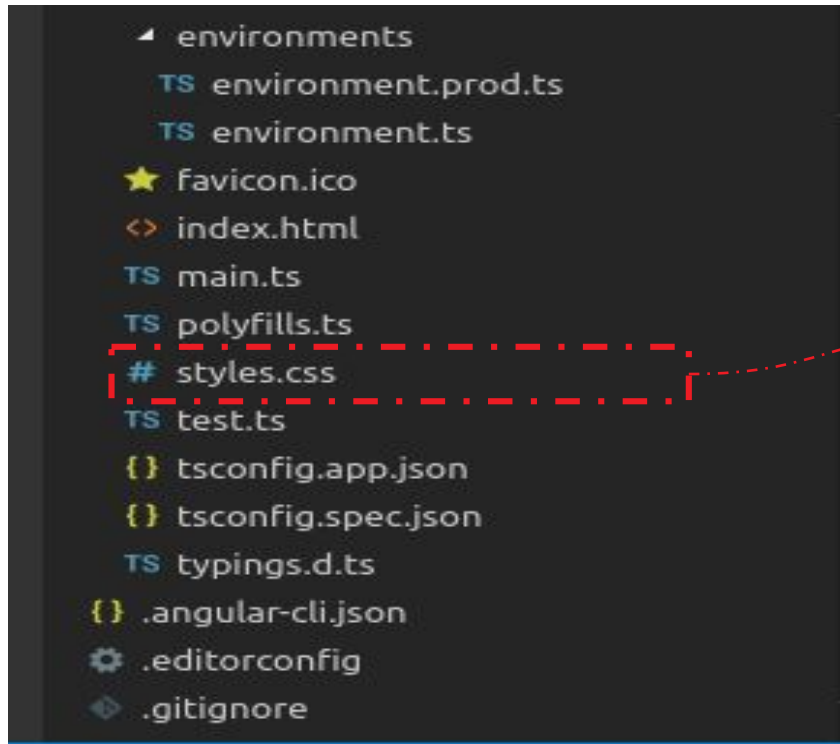 environments
TS environment.prod.ts
TS environment.ts
favicon.ico
<> index.html
TS main.ts
TS polyfills.ts
# styles.css
TS test.ts
{} tsconfig.app.json
{} tsconfig.spec.json
TS typings.d.ts
{} .angular-cli.json
.editorconfig
.gitignore